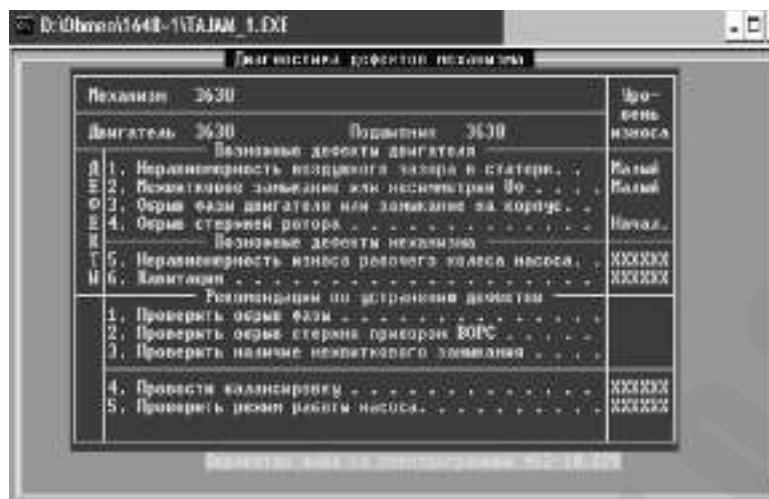 D:\Obmen\1648-1\TAJAM_1.EXE
Диагностика дефектов механизма
Механизм 3630
Уро-
вень
износа
Двигатель 3630 Подшипник 3630
Возможные дефекты двигателя
ДЕФЕКТЫ
1. Неравномерность воздушного зазора в статоре. . Малый
2. Межвитковое замыкание или несимметрия Uo . . . . Малый
3. Обрыв фазы двигателя или замыкание на корпус. .
4. Обрыв стержней ротора . . . . . . . . . . . . . Начал.
Возможные дефекты механизма
5. Неравномерность износа рабочего колеса насоса. . XXXXXX
6. Кавитация . . . . . . . . . . . . . . . . . . . XXXXXX
Рекомендации по устранению дефектов
1. Проверить обрыв фазы . . . . . . . . . . . . .
2. Проверить обрыв стержня прибором ВОРС . . . . .
3. Проверить наличие межвиткового замыкания . . . .
4. Провести балансировку . . . . . . . . . . . . . XXXXXX
5. Проверить режим работы насоса. . . . . . . . . . XXXXXX